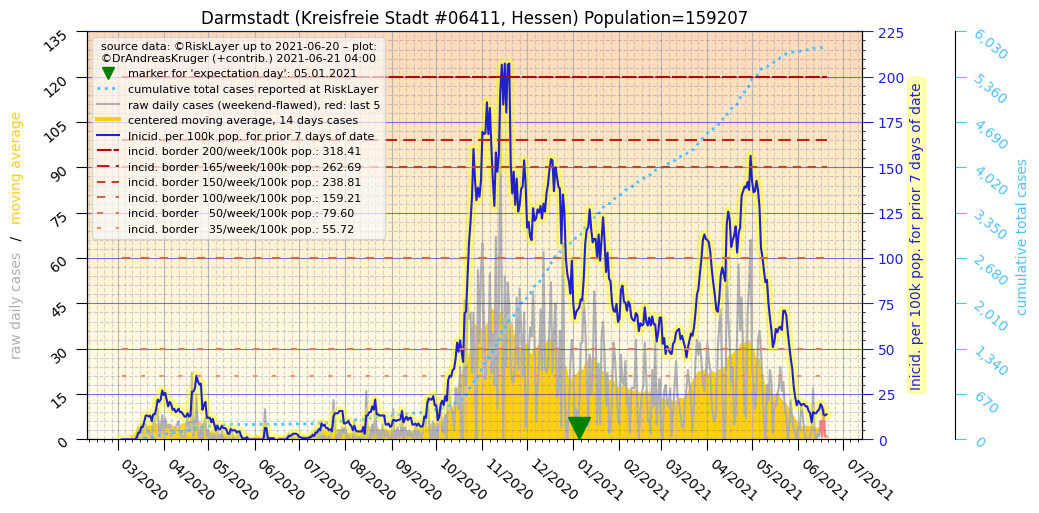 Darmstadt (Kreisfreie Stadt #06411, Hessen) Population=159207
source data: ©RiskLayer up to 2021-06-20 – plot:
©DrAndreasKruger (+contrib.) 2021-06-21 04:00
marker for 'expectation day': 05.01.2021
cumulative total cases reported at RiskLayer
raw daily cases (weekend-flawed), red: last 5
centered moving average, 14 days cases
Inicid. per 100k pop. for prior 7 days of date
incid. border 200/week/100k pop.: 318.41
incid. border 165/week/100k pop.: 262.69
incid. border 150/week/100k pop.: 238.81
incid. border 100/week/100k pop.: 159.21
incid. border 50/week/100k pop.: 79.60
incid. border 35/week/100k pop.: 55.72
raw daily cases / moving average
135
120
105
90
75
60
45
30
15
0
225
200
175
150
125
100
75
50
25
0
Inicid. per 100k pop. for prior 7 days of date
6,030
5,360
4,690
4,020
3,350
2,680
2,010
1,340
670
0
cumulative total cases
03/2020
04/2020
05/2020
06/2020
07/2020
08/2020
09/2020
10/2020
11/2020
12/2020
01/2021
02/2021
03/2021
04/2021
05/2021
06/2021
07/2021